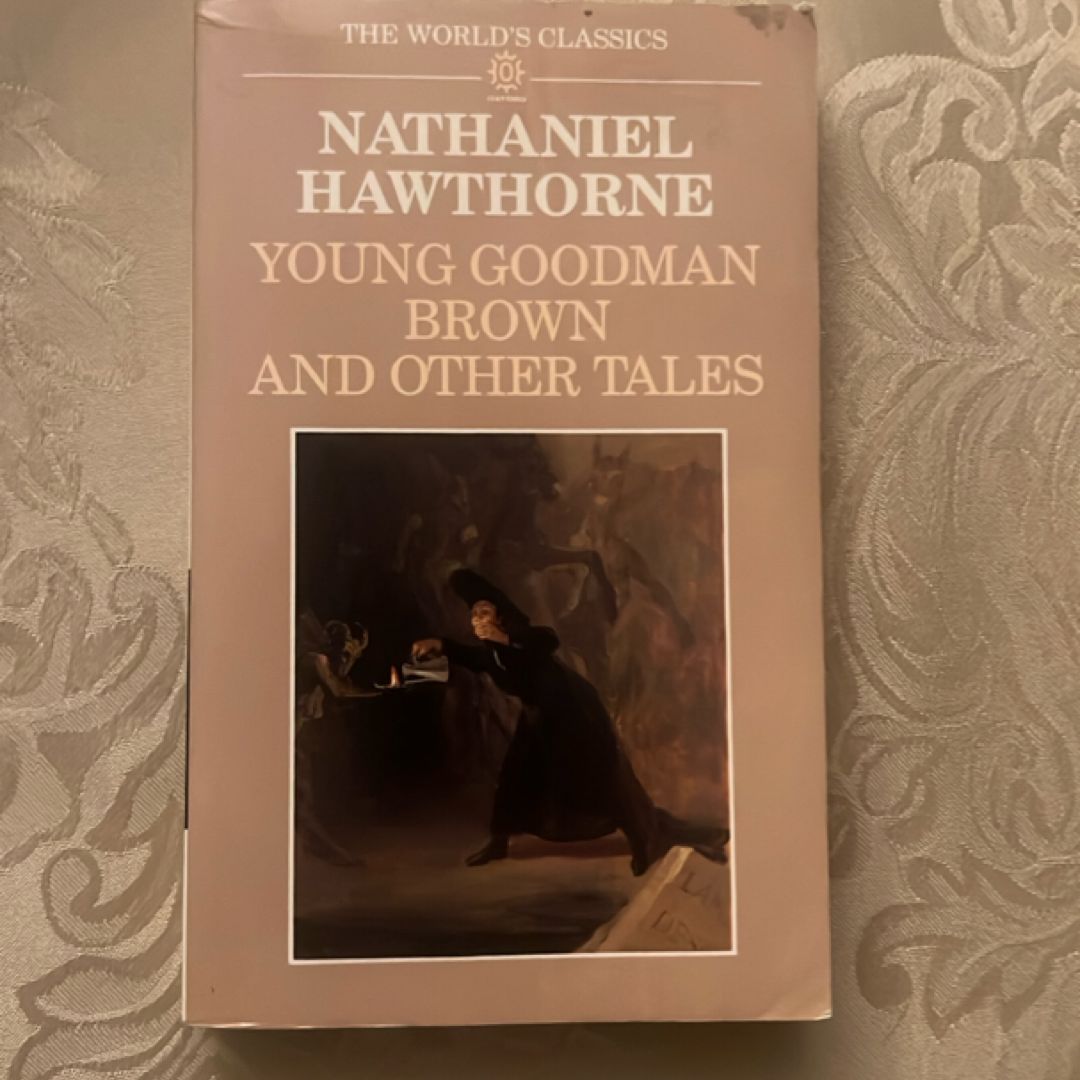 THE WORLD'S CLASSICS
O
NATHANIEL
HAWTHORNE
YOUNG GOODMAN
BROWN
AND OTHER TALES